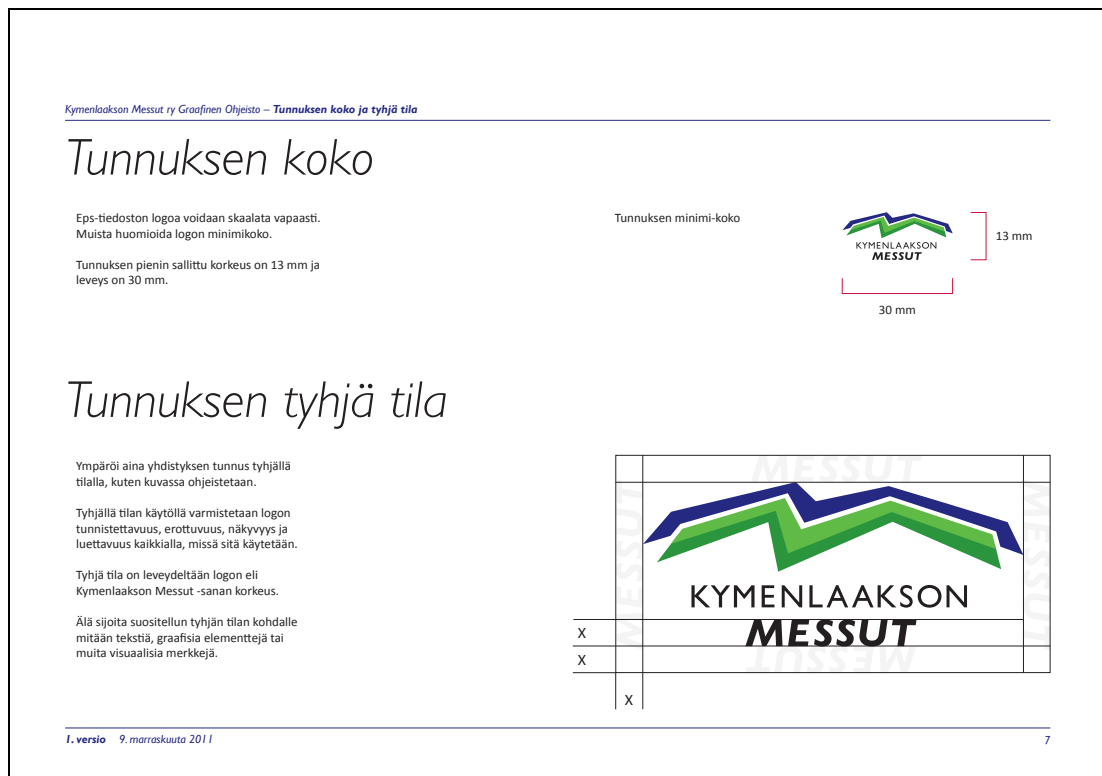 Kymenlaakson Messut ry Graafinen Ohjeisto – Tunnuksen koko ja tyhjä tila
Tunnuksen koko
Eps-tiedoston logoa voidaan skaalata vapaasti.
Muista huomioida logon minimikoko.
Tunnuksen pienin sallittu korkeus on 13 mm ja
leveys on 30 mm.
Tunnuksen minimi-koko
KYMENLAAKSON
MESSUT
13 mm
30 mm
Tunnuksen tyhjä tila
Ympäröi aina yhdistyksen tunnus tyhjällä
tilalla, kuten kuvassa ohjeistetaan.
Tyhjällä tilan käytöllä varmistetaan logon
tunnistettavuus, erottuvuus, näkyvyys ja
luettavuus kaikkialla, missä sitä käytetään.
Tyhjä tila on leveydeltään logon eli
Kymenlaakson Messut -sanan korkeus.
Älä sijoita suositellun tyhjän tilan kohdalle
mitään tekstiä, graafisia elementtejä tai
muita visuaalisia merkkejä.
MESSUT
MESSUT
MESSUT
KYMENLAAKSON
MESSUT
MESSUT
X
X
X
1. versio 9. marraskuuta 2011
7